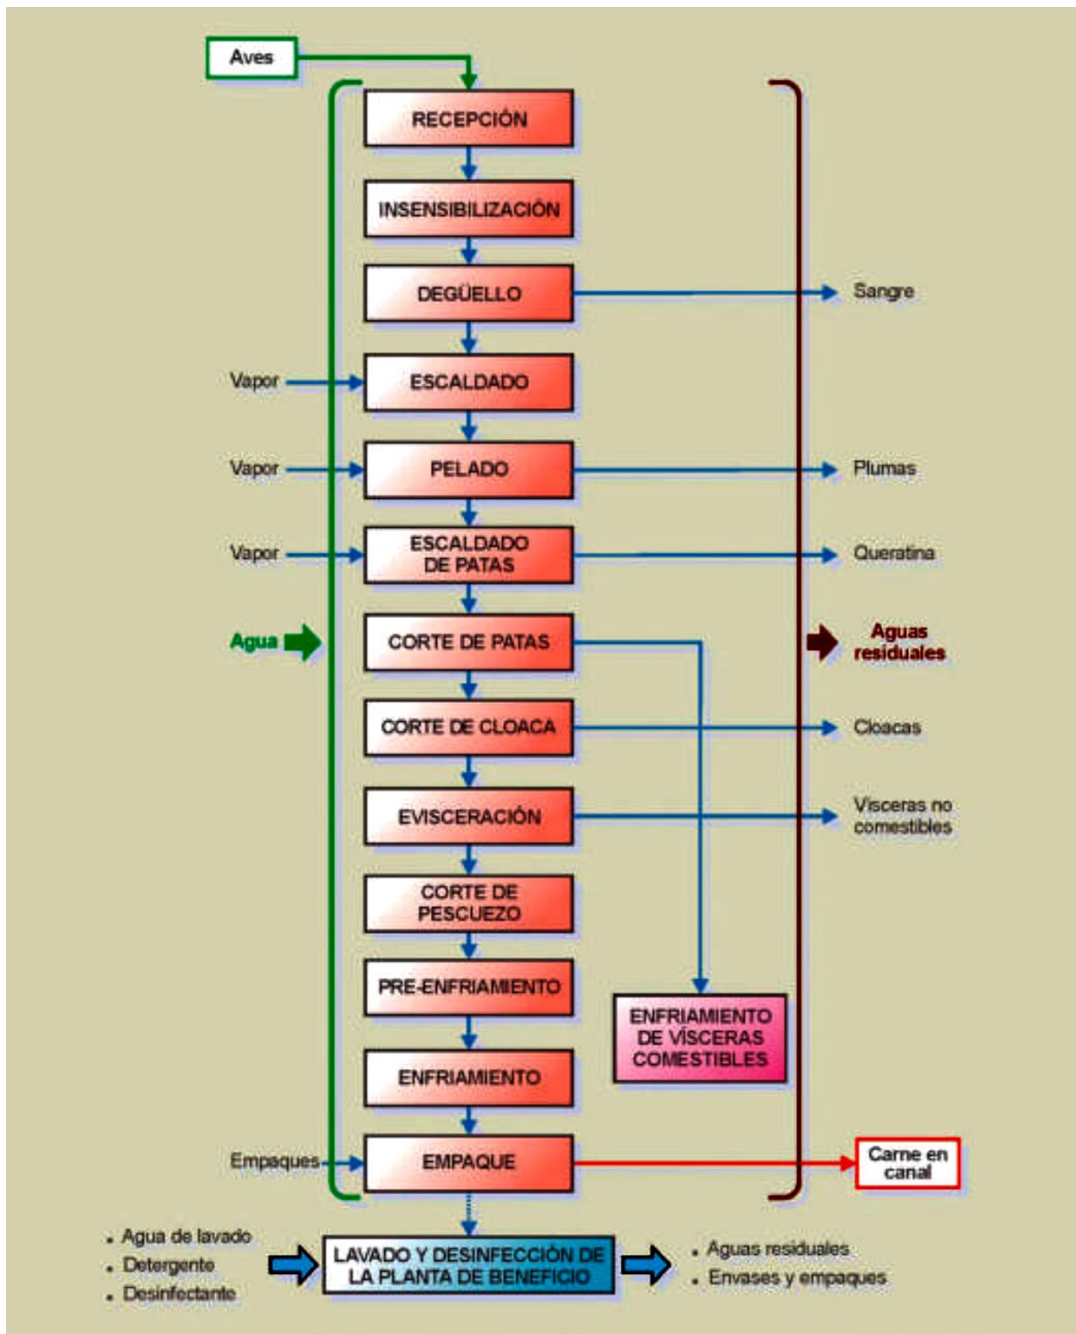 Aves
RECEPCIÓN
INSENSIBILIZACIÓN
DEGÜELLO
Sangre
Vapor
ESCALDADO
Vapor
PELADO
Plumas
Vapor
ESCALDADO
DE PATAS
Queratina
Agua
CORTE DE PATAS
Aguas
residuales
CORTE DE CLOACA
Cloacas
EVISCERACIÓN
Vísceras no
comestibles
CORTE DE
PESCUEZO
PRE-ENFRIAMIENTO
ENFRIAMIENTO
DE VÍSCERAS
COMESTIBLES
ENFRIAMIENTO
Empaques
EMPAQUE
Carne en
canal
• Agua de lavado
• Detergente
• Desinfectante
LAVADO Y DESINFECCIÓN DE
LA PLANTA DE BENEFICIO
• Aguas residuales
• Envases y empaques